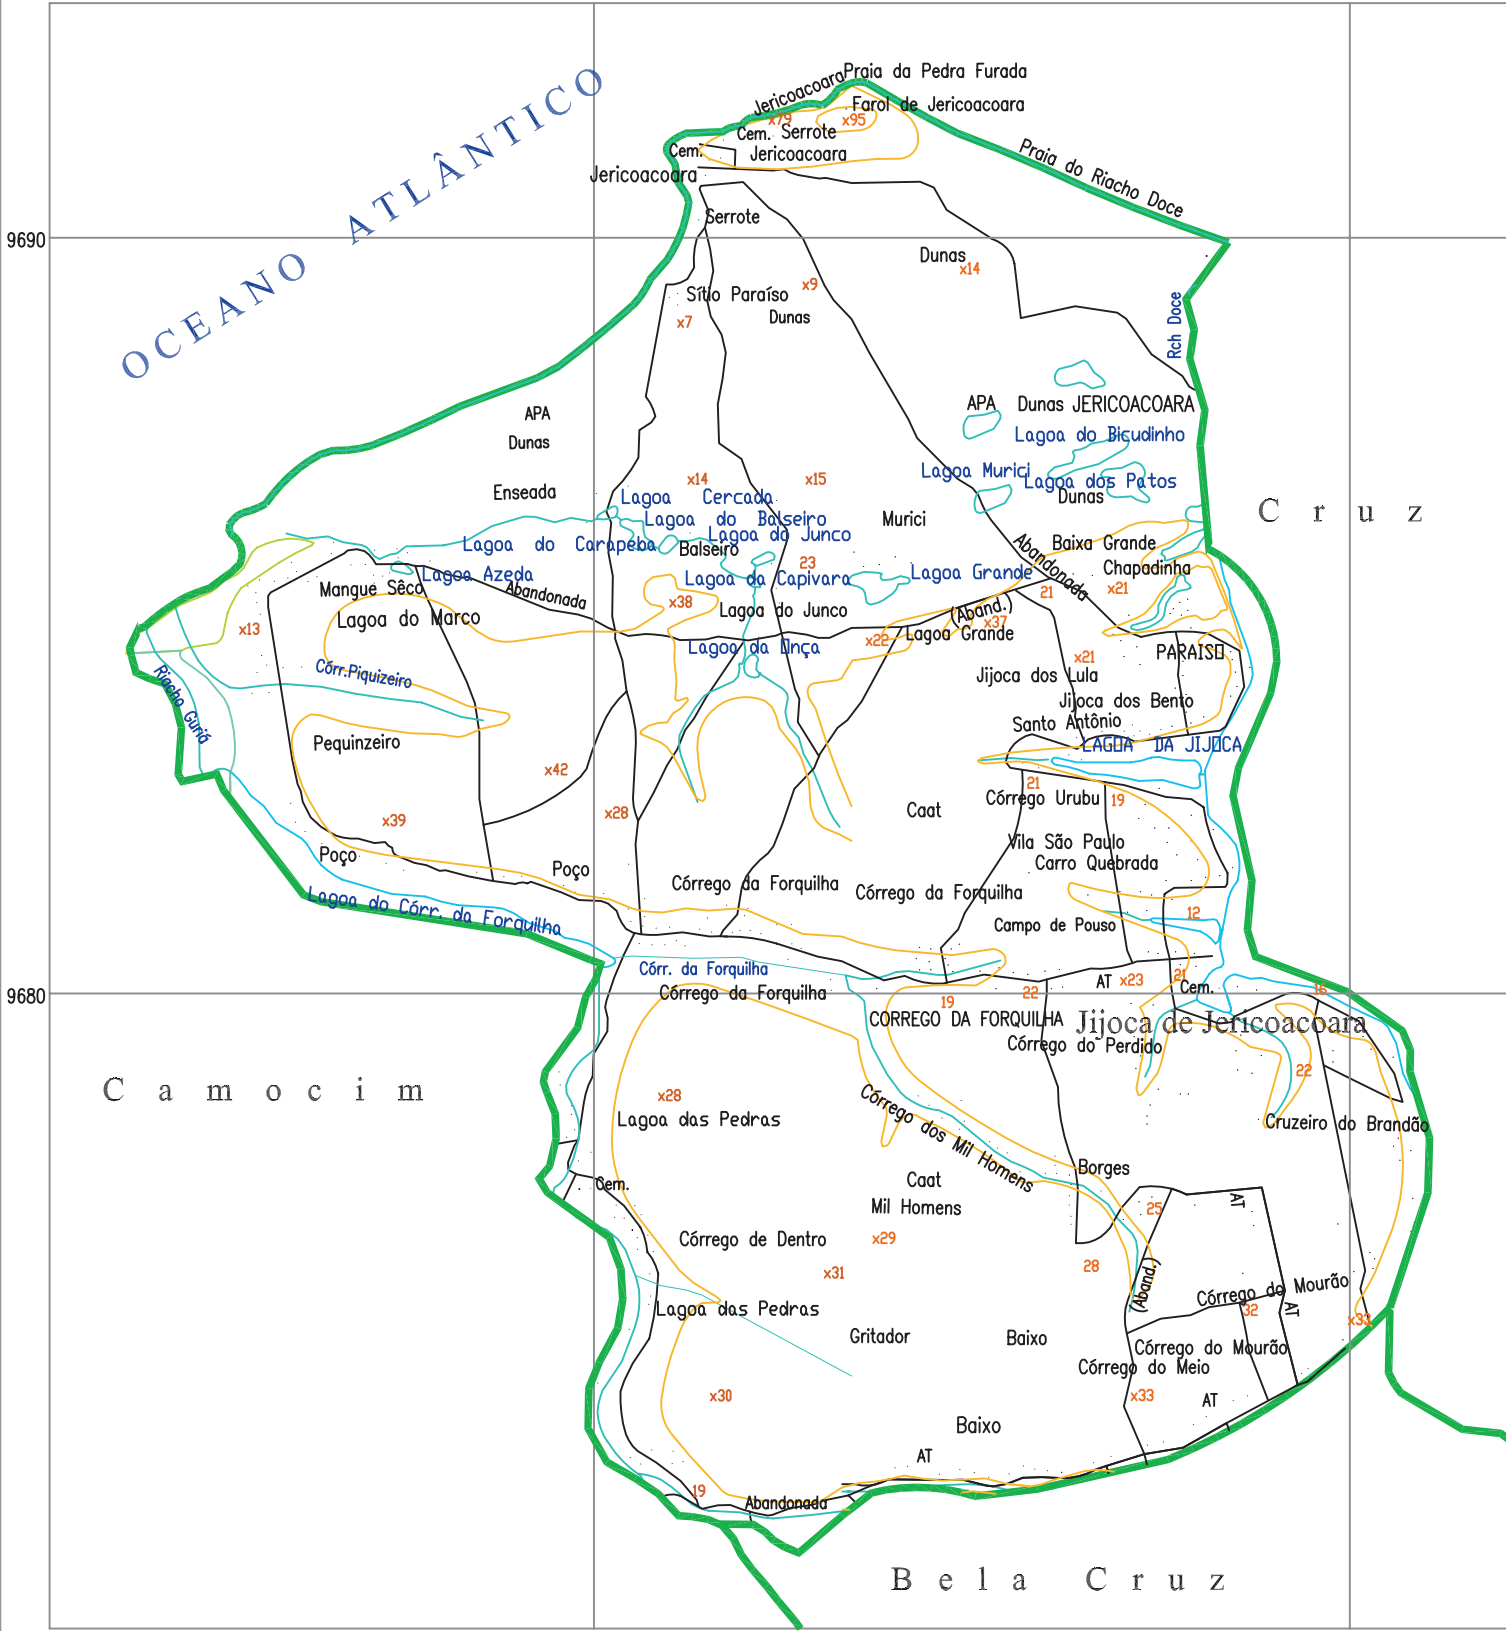 Praia da Pedra Furada
Jericoacoara
OCEANO ATLÂNTICO
Farol de Jericoacoara
x79
x95
Cem. Serrote
Cem.
Jericoacoara
Jericoacoara
Praia do Riacho Doce
Serrote
9690
Dunas
x14
x9
Sítio Paraíso
Rch Doce
Dunas
x7
APA
APA
Dunas JERICOACOARA
Dunas
Lagoa do Bicudinho
Lagoa Murici
x14
x15
Lagoa dos Patos
Enseada
Lagoa Cercada
Dunas
Cruz
Lagoa do Balseiro
Murici
Lagoa do Junco
Lagoa do Carapeba
Balseiro
Abandonada
Baixa Grande
23
Chapadinha
Lagoa Azeda
Lagoa da Capivara
Lagoa Grande
Mangue Sêco
Abandonada
21
x21
x38
Lagoa do Junco
(Aband.)
Lagoa do Marco
x37
x13
x22
Lagoa Grande
Lagoa da Onça
PARAISO
x21
Córr.Piquizeiro
Jijoca dos Lula
Riacho Guriá
Jijoca dos Bento
Santo Antônio
Pequinzeiro
LAGOA DA JIJOCA
x42
21
Córrego Urubu
19
x39
x28
Caat
Vila São Paulo
Poço
Carro Quebrada
Poço
Córrego da Forquilha
Córrego da Forquilha
Lagoa do Córr. da Forquilha
12
Campo de Pouso
Córr. da Forquilha
21
AT
x23
Cem.
16
9680
Córrego da Forquilha
22
19
CORREGO DA FORQUILHA
Jijoca de Jericoacoara
Córrego do Perdido
22
Camocim
x28
Córrego dos Mil Homens
Lagoa das Pedras
Cruzeiro do Brandão
Borges
Caat
Cem.
AT
Mil Homens
25
Córrego de Dentro
x29
28
x31
(Aband.)
Córrego do Mourão
Lagoa das Pedras
32
AT
x33
Gritador
Baixo
Córrego do Mourão
Córrego do Meio
x30
x33
AT
Baixo
AT
19
Abandonada
Bela Cruz